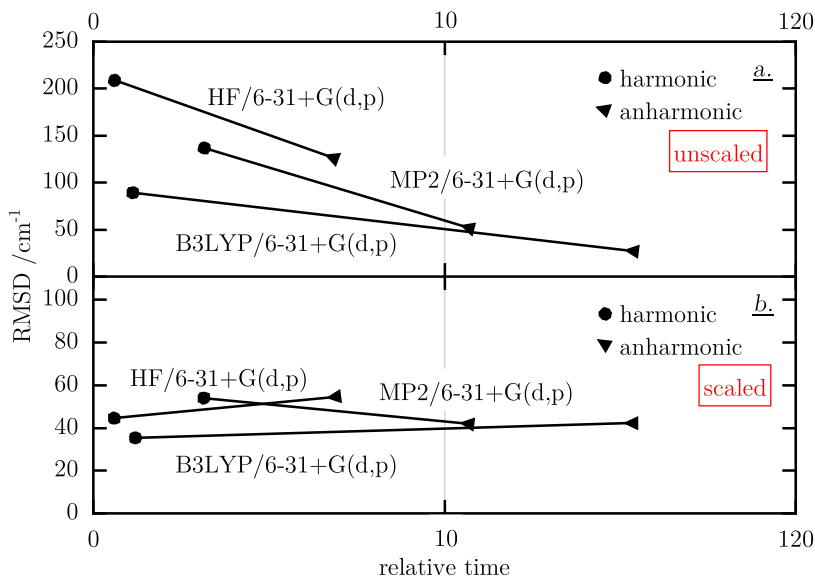 0 10 120
250
200
150
100
50
0
RMSD /cm-1
a.
harmonic
anharmonic
unscaled
HF/6-31+G(d,p)
MP2/6-31+G(d,p)
B3LYP/6-31+G(d,p)
100
80
60
40
20
0
b.
harmonic
anharmonic
scaled
HF/6-31+G(d,p)
MP2/6-31+G(d,p)
B3LYP/6-31+G(d,p)
0 10 120
relative time